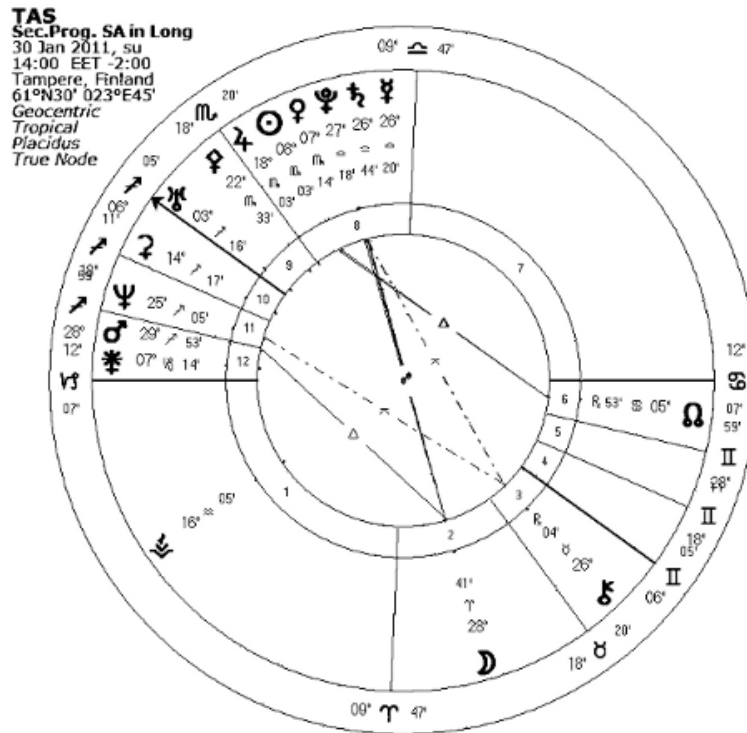 TAS
Sec.Prog. SA in Long
30 Jan 2011, su
14:00 EET -2:00
Tampere, Finland
61°N30' 023°E45'
Geocentric
Tropical
Placidus
True Node
09° ♎ 47'
20'
♏
18°
♃ ☉ ♀ ♇ ♄ ☿
18° 08° 07° 27° 26° 26°
♏ ♏ ♏ ♎ ♎ ♎
03' 03' 14' 18' 44' 20'
⚴ 22° ♏ 33'
05'
♐
06°
11'
♅ 03° ♐ 16'
⚳ 14° ♐ 17'
♐
♆ 25° ♐ 05'
♐
28°
12'
♂ 29° ♐ 53'
⚵ 07° ♑ 14'
♑
07°
12°
♋
07'
59'
℞ 53' ♋ 05° ☊
♊
28°
♊
18°
05'
♊
06°
℞ 04' ♉ 26° ⚷
20'
♉
18°
16° ♒ 05'
⚶
41'
♈
28°
☽
09° ♈ 47'
1
2
3
4
5
6
7
8
9
10
11
12